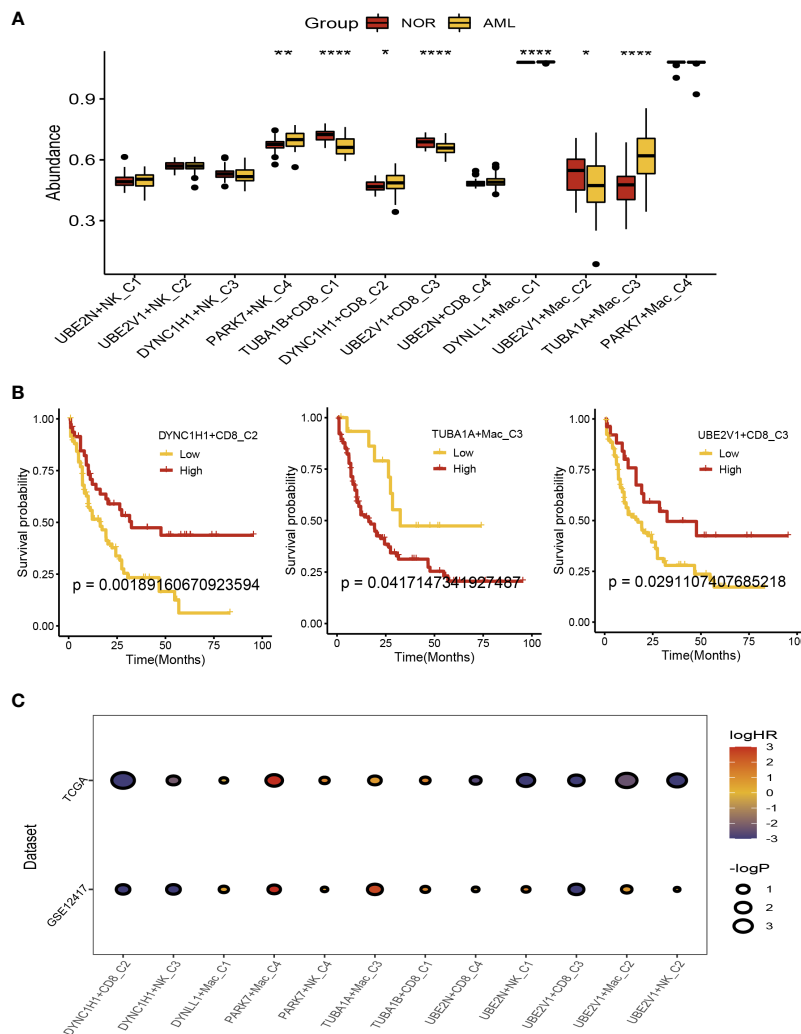 A
Group NOR AML
** **** * **** **** * ****
Abundance
0.9
0.6
0.3
UBE2N+NK_C1
UBE2V1+NK_C2
DYNC1H1+NK_C3
PARK7+NK_C4
TUBA1B+CD8_C1
DYNC1H1+CD8_C2
UBE2V1+CD8_C3
UBE2N+CD8_C4
DYNLL1+Mac_C1
UBE2V1+Mac_C2
TUBA1A+Mac_C3
PARK7+Mac_C4
B
Survival probability
1.00
0.75
0.50
0.25
0.00
DYNC1H1+CD8_C2
Low
High
p = 0.00189160670923594
0 25 50 75 100
Time(Months)
Survival probability
1.00
0.75
0.50
0.25
0.00
TUBA1A+Mac_C3
Low
High
p = 0.0417147341927487
0 25 50 75 100
Time(Months)
Survival probability
1.00
0.75
0.50
0.25
0.00
UBE2V1+CD8_C3
Low
High
p = 0.0291107407685218
0 25 50 75 100
Time(Months)
C
Dataset
TCGA
GSE12417
DYNC1H1+CD8_C2
DYNC1H1+NK_C3
DYNLL1+Mac_C1
PARK7+Mac_C4
PARK7+NK_C4
TUBA1A+Mac_C3
TUBA1B+CD8_C1
UBE2N+CD8_C4
UBE2N+NK_C1
UBE2V1+CD8_C3
UBE2V1+Mac_C2
UBE2V1+NK_C2
logHR
3
2
1
0
-1
-2
-3
-logP
1
2
3